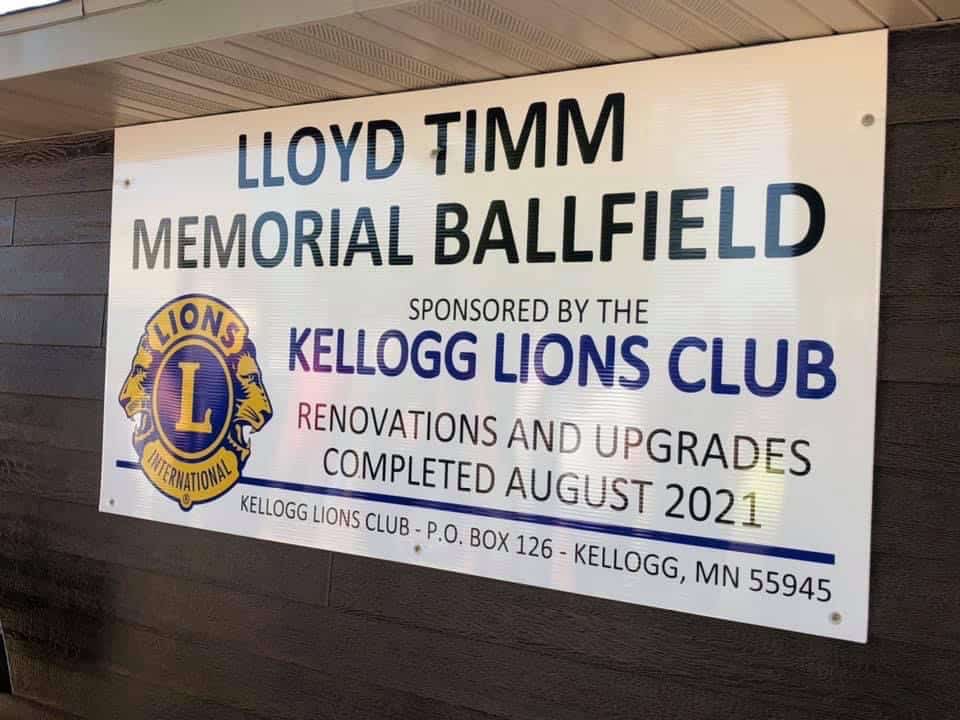 LLOYD TIMM
MEMORIAL BALLFIELD
SPONSORED BY THE
KELLOGG LIONS CLUB
LIONS
L
INTERNATIONAL
®
RENOVATIONS AND UPGRADES
COMPLETED AUGUST 2021
KELLOGG LIONS CLUB - P.O. BOX 126 - KELLOGG, MN 55945